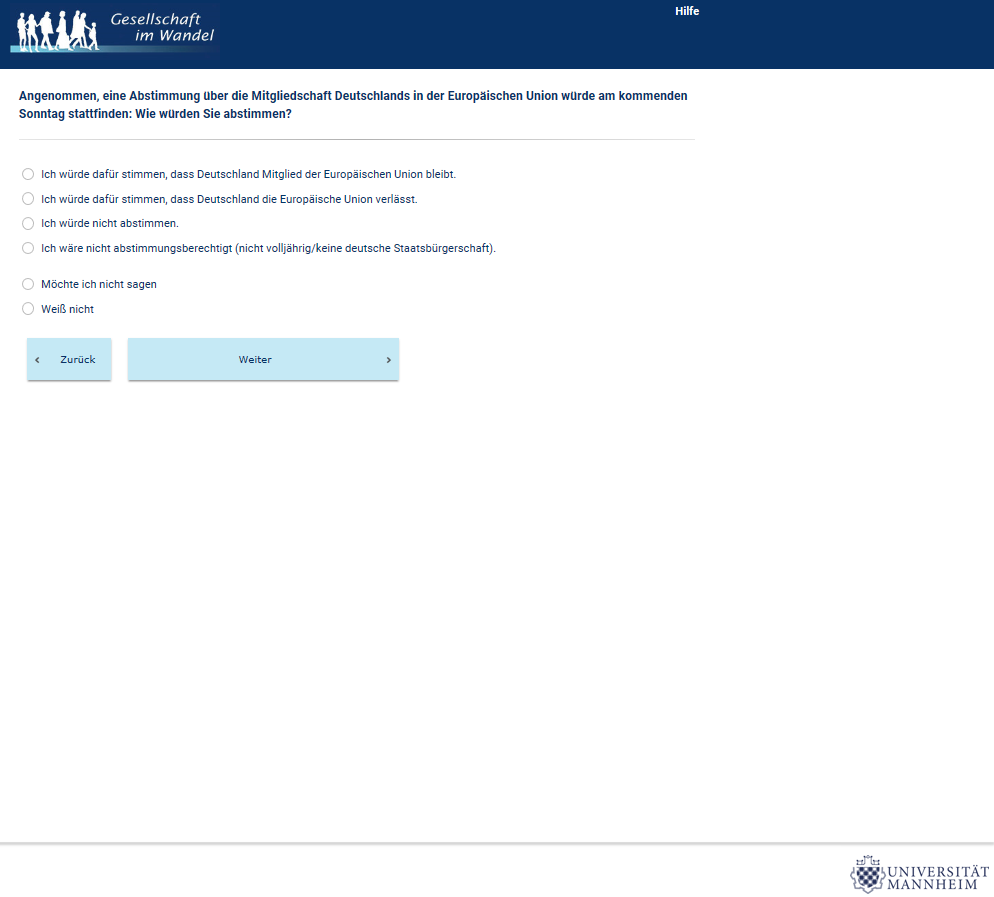 Gesellschaft
im Wandel
Hilfe
Angenommen, eine Abstimmung über die Mitgliedschaft Deutschlands in der Europäischen Union würde am kommenden
Sonntag stattfinden: Wie würden Sie abstimmen?
Ich würde dafür stimmen, dass Deutschland Mitglied der Europäischen Union bleibt.
Ich würde dafür stimmen, dass Deutschland die Europäische Union verlässt.
Ich würde nicht abstimmen.
Ich wäre nicht abstimmungsberechtigt (nicht volljährig/keine deutsche Staatsbürgerschaft).
Möchte ich nicht sagen
Weiß nicht
‹ Zurück
Weiter ›
UNIVERSITÄT
MANNHEIM